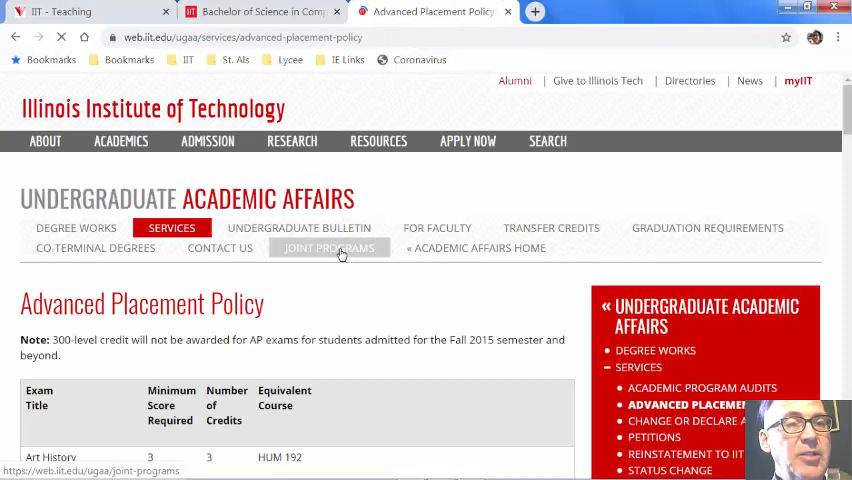 IIT - Teaching
Bachelor of Science in Comp
Advanced Placement Policy
web.iit.edu/ugaa/services/advanced-placement-policy
Bookmarks Bookmarks IIT St. Als Lycee IE Links Coronavirus
Alumni | Give to Illinois Tech | Directories | News | myIIT
Illinois Institute of Technology
ABOUT ACADEMICS ADMISSION RESEARCH RESOURCES APPLY NOW SEARCH
UNDERGRADUATE ACADEMIC AFFAIRS
DEGREE WORKS SERVICES UNDERGRADUATE BULLETIN FOR FACULTY TRANSFER CREDITS GRADUATION REQUIREMENTS
CO-TERMINAL DEGREES CONTACT US JOINT PROGRAMS « ACADEMIC AFFAIRS HOME
Advanced Placement Policy
Note: 300-level credit will not be awarded for AP exams for students admitted for the Fall 2015 semester and
beyond.
Exam Minimum Number Equivalent
Title Score of Course
Required Credits
Art History 3 3 HUM 192
« UNDERGRADUATE ACADEMIC
AFFAIRS
DEGREE WORKS
SERVICES
ACADEMIC PROGRAM AUDITS
ADVANCED PLACEMEN
CHANGE OR DECLARE A
PETITIONS
REINSTATEMENT TO IIT
STATUS CHANGE
https://web.iit.edu/ugaa/joint-programs